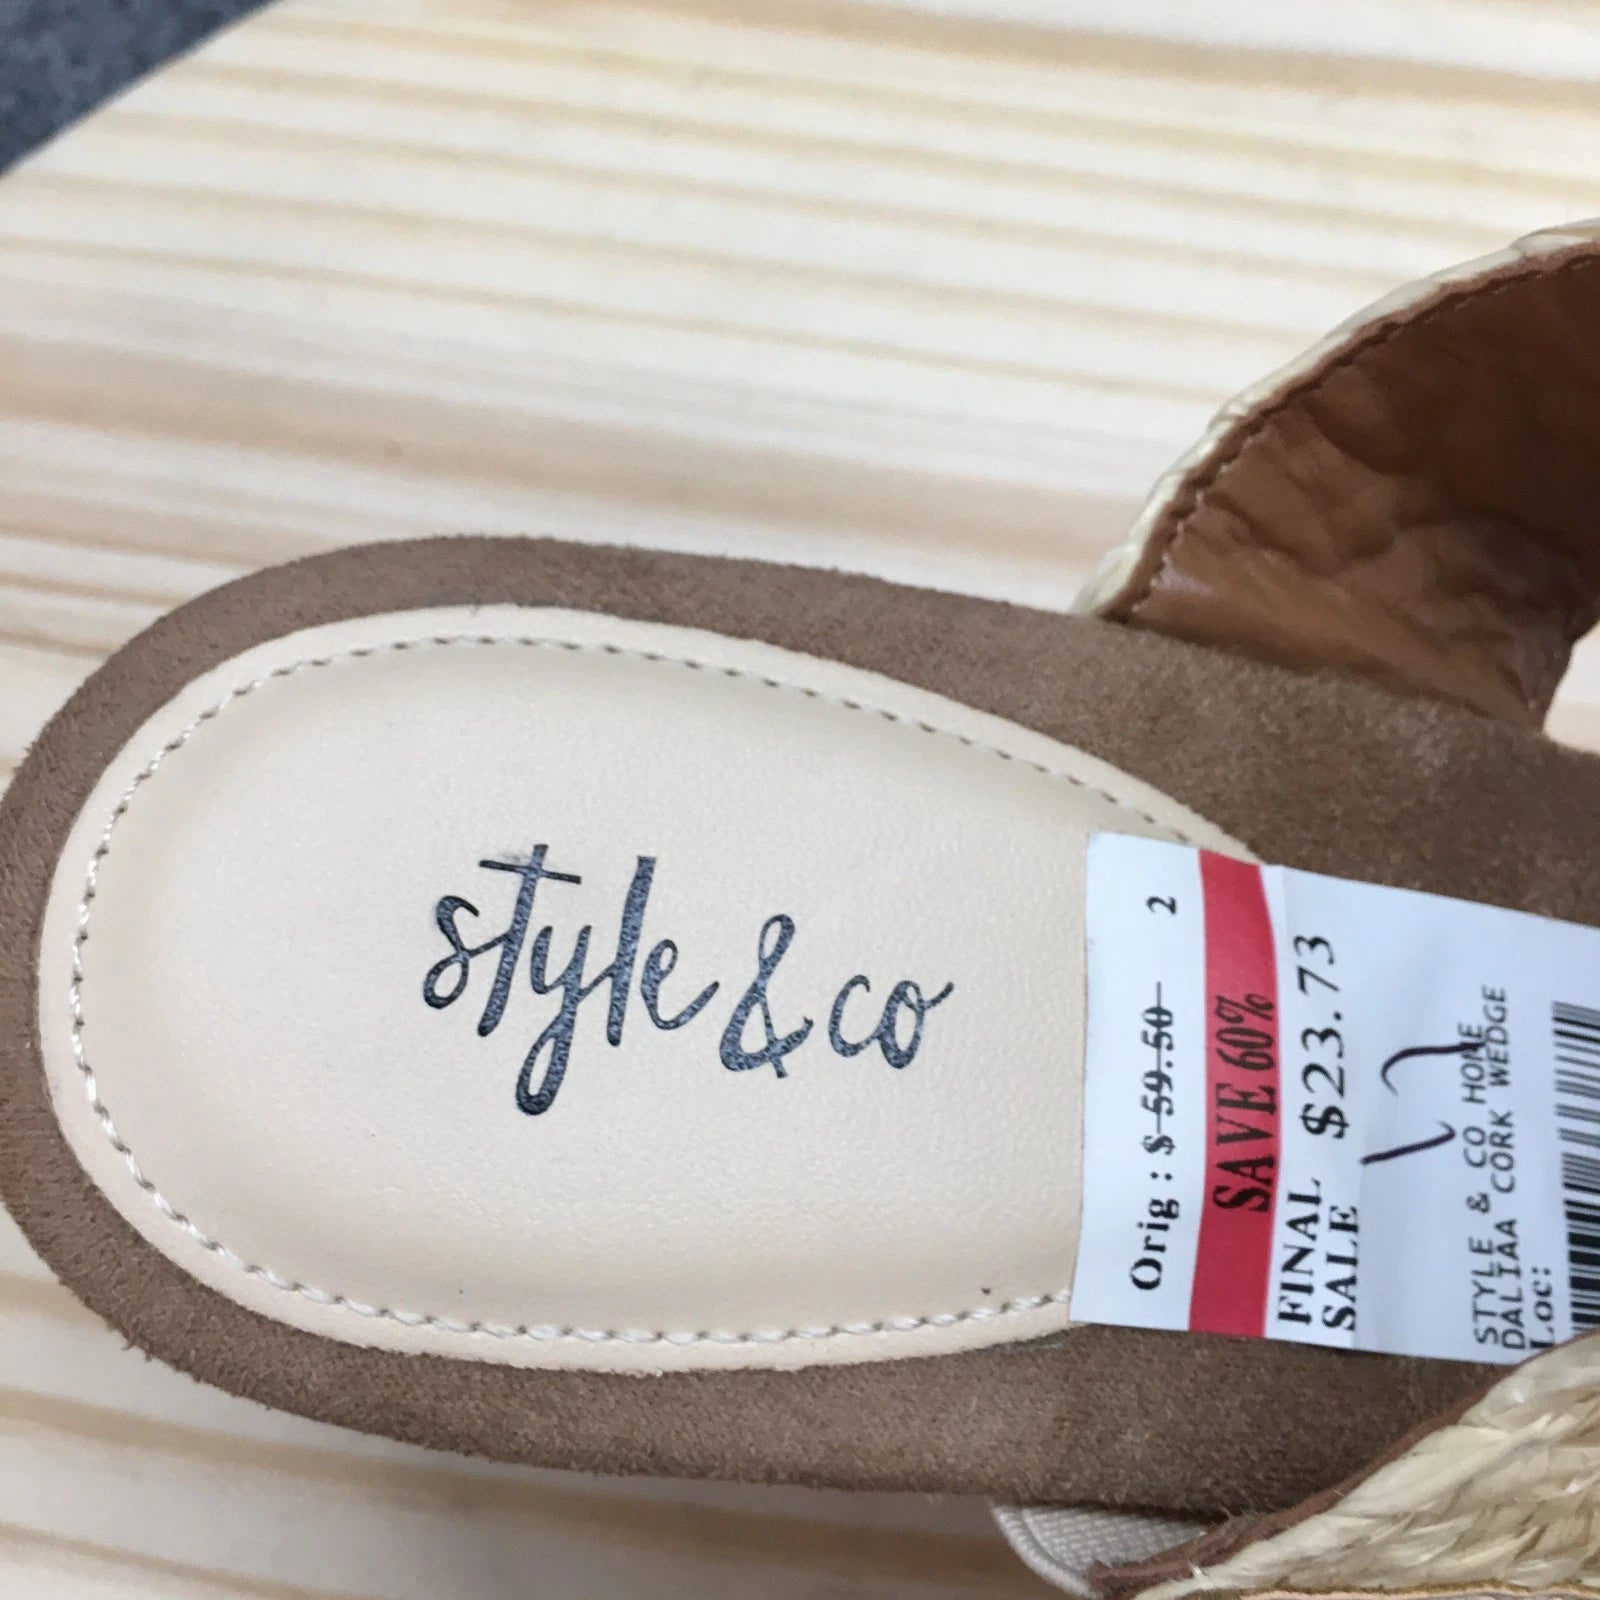 style & co
Orig : $ 59.50 2
SAVE 60%
FINAL $23.73
SALE
STYLE & CO HOME
DALIAA CORK WEDGE
Loc: